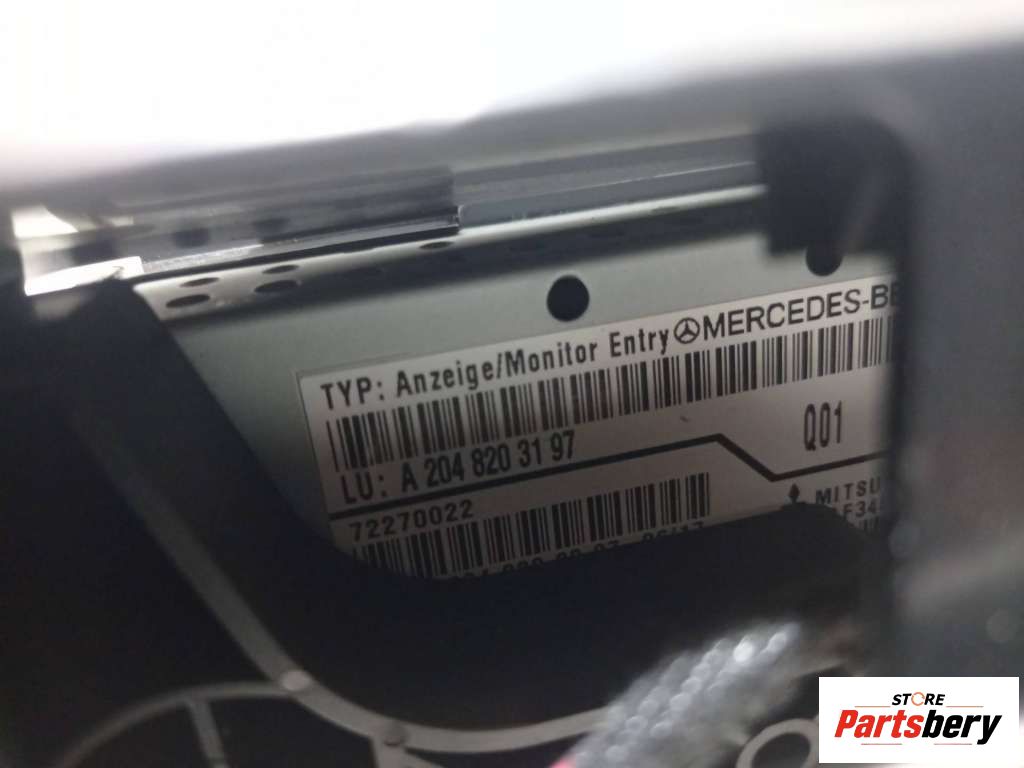 TYP: Anzeige/Monitor Entry MERCEDES-BE
LU: A 204 820 31 97
Q01
72270022
MITSU
STORE
Partsbery